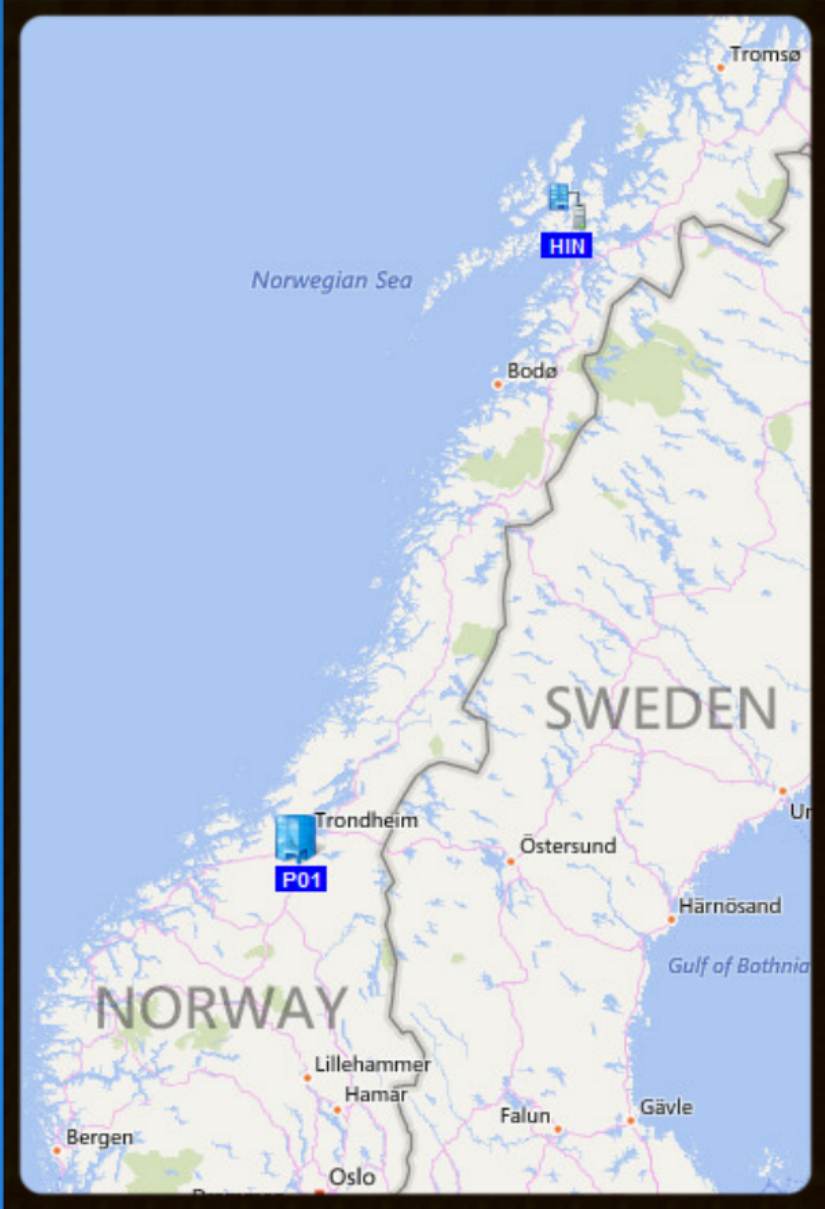 Tromsø
HIN
Norwegian Sea
Bodø
SWEDEN
Ur
Trondheim
Östersund
P01
Härnösand
Gulf of Bothnia
NORWAY
Lillehammer
Hamar
Gävle
Falun
Bergen
Oslo